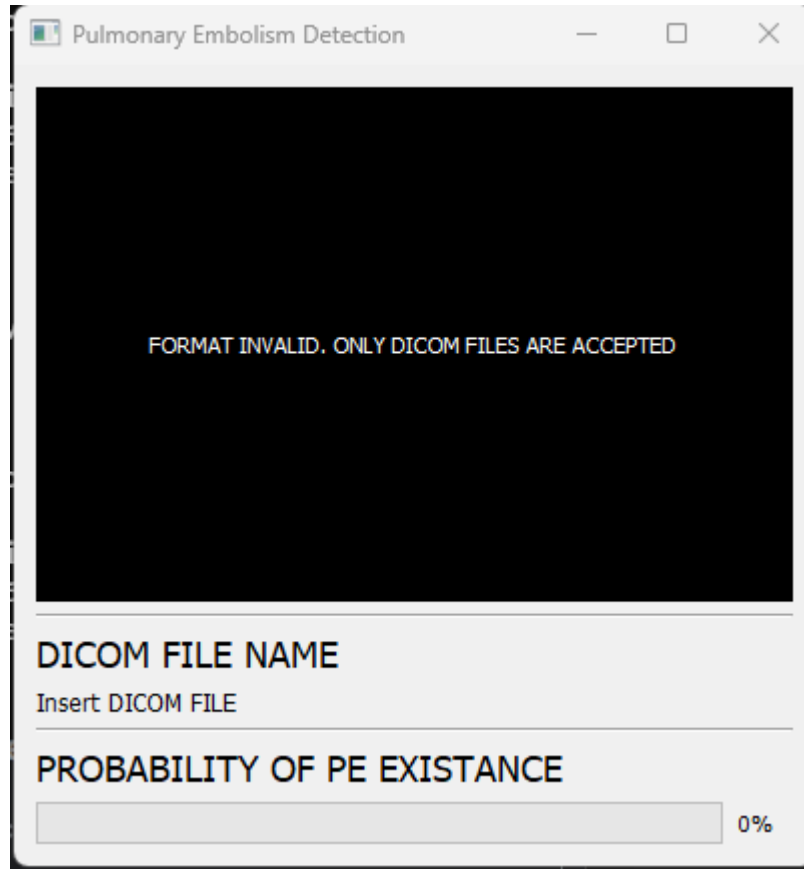 Pulmonary Embolism Detection
FORMAT INVALID. ONLY DICOM FILES ARE ACCEPTED
DICOM FILE NAME
Insert DICOM FILE
PROBABILITY OF PE EXISTANCE
0%